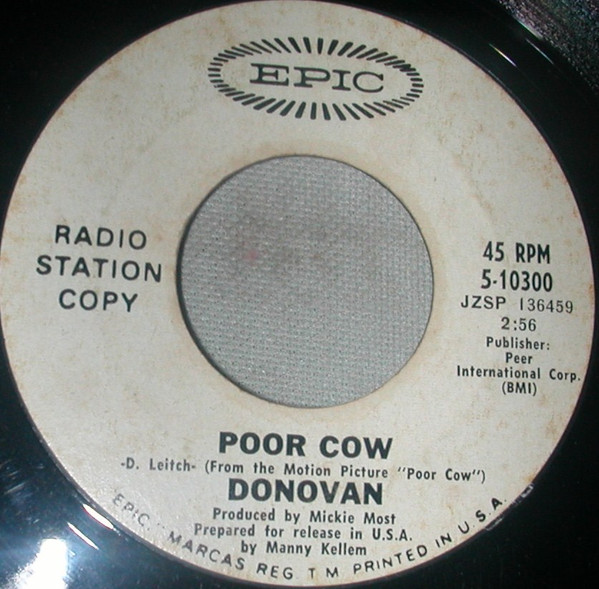 EPIC
RADIO
STATION
COPY
45 RPM
5-10300
JZSP 136459
2:56
Publisher:
Peer
International Corp.
(BMI)
POOR COW
-D. Leitch- (From the Motion Picture "Poor Cow")
DONOVAN
Produced by Mickie Most
Prepared for release in U.S.A.
by Manny Kellem
"EPIC," MARCAS REG. T M PRINTED IN U.S.A.